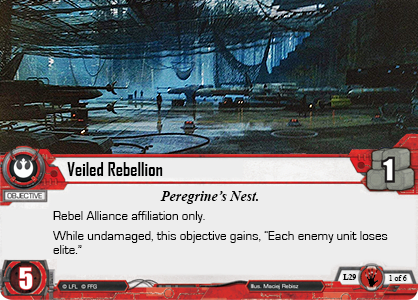 Veiled Rebellion
1
OBJECTIVE
Peregrine's Nest.
Rebel Alliance affiliation only.
While undamaged, this objective gains, "Each enemy unit loses
elite."
5
© LFL © FFG
Illus. Maciej Rebisz
L29
1 of 6